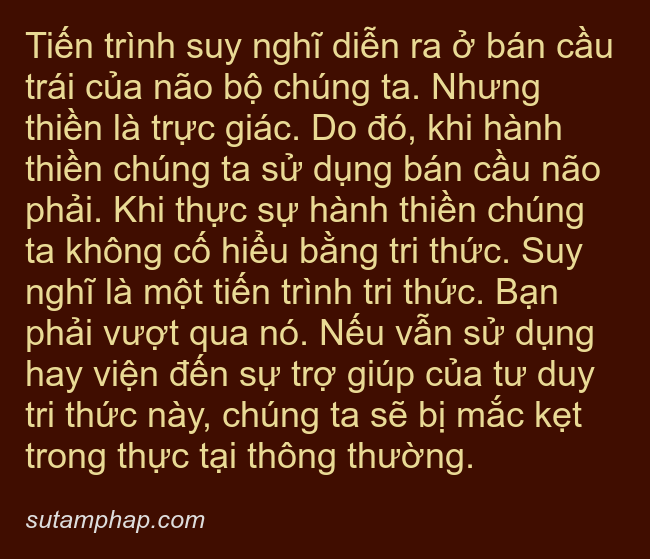 Tiến trình suy nghĩ diễn ra ở bán cầu
trái của não bộ chúng ta. Nhưng
thiền là trực giác. Do đó, khi hành
thiền chúng ta sử dụng bán cầu não
phải. Khi thực sự hành thiền chúng
ta không cố hiểu bằng tri thức. Suy
nghĩ là một tiến trình tri thức. Bạn
phải vượt qua nó. Nếu vẫn sử dụng
hay viện đến sự trợ giúp của tư duy
tri thức này, chúng ta sẽ bị mắc kẹt
trong thực tại thông thường.
sutamphap.com